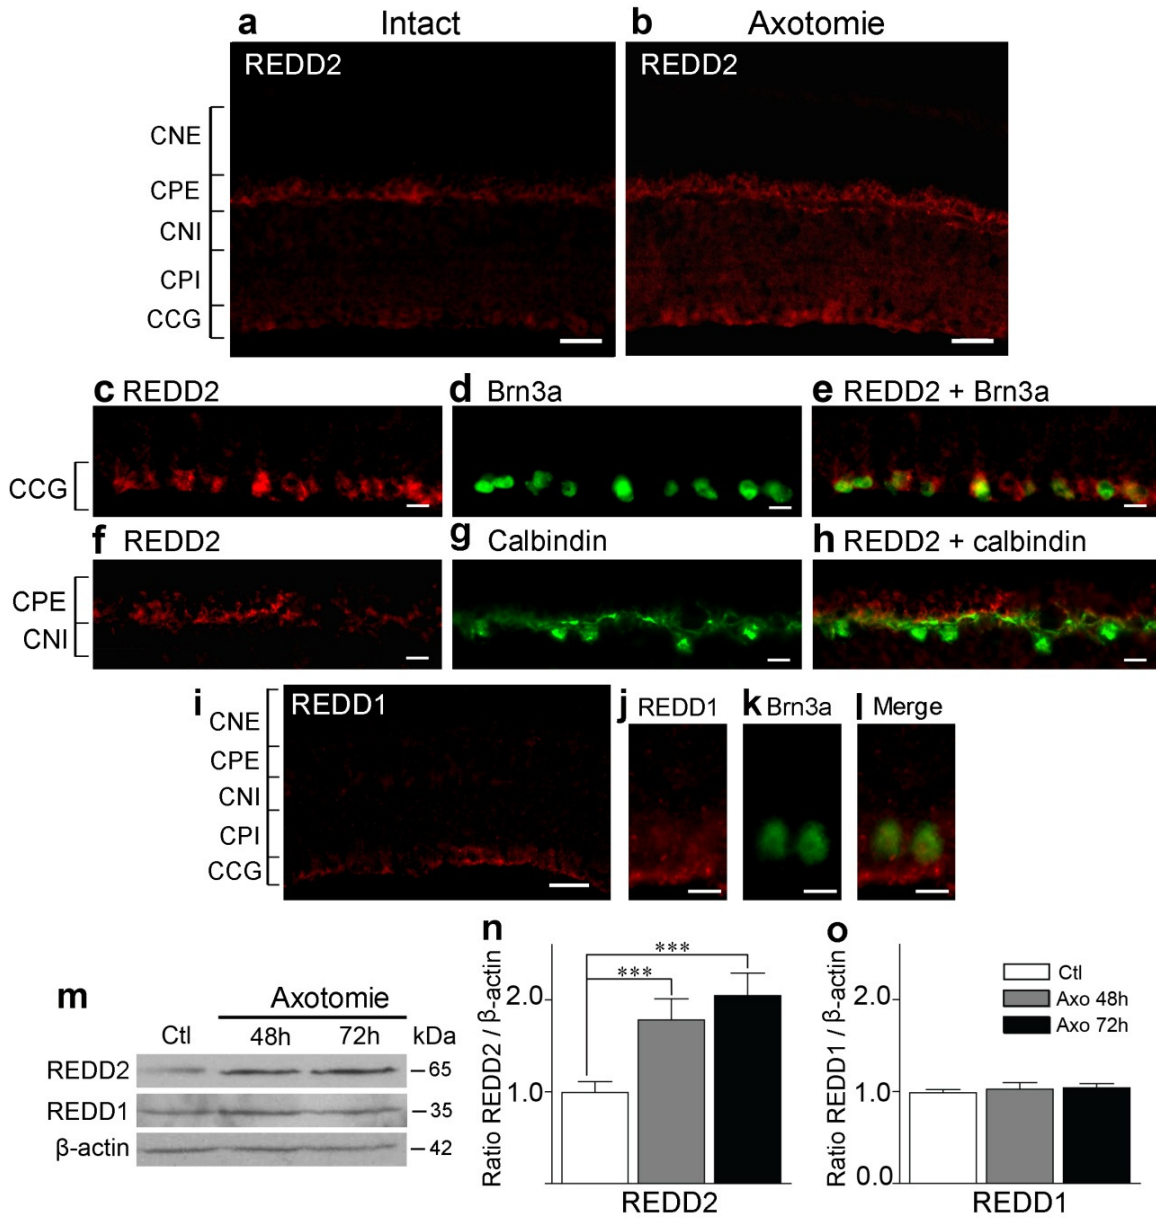 a Intact b Axotomie
REDD2 REDD2
CNE
CPE
CNI
CPI
CCG
c REDD2 d Brn3a e REDD2 + Brn3a
CCG
f REDD2 g Calbindin h REDD2 + calbindin
CPE
CNI
i REDD1 j REDD1 k Brn3a l Merge
CNE
CPE
CNI
CPI
CCG
m
Axotomie
Ctl 48h 72h kDa
REDD2 65
REDD1 35
β-actin 42
n
Ratio REDD2 / β-actin
2.0
1.0
***
***
REDD2
o
Ratio REDD1 / β-actin
2.0
1.0
0.0
Ctl
Axo 48h
Axo 72h
REDD1